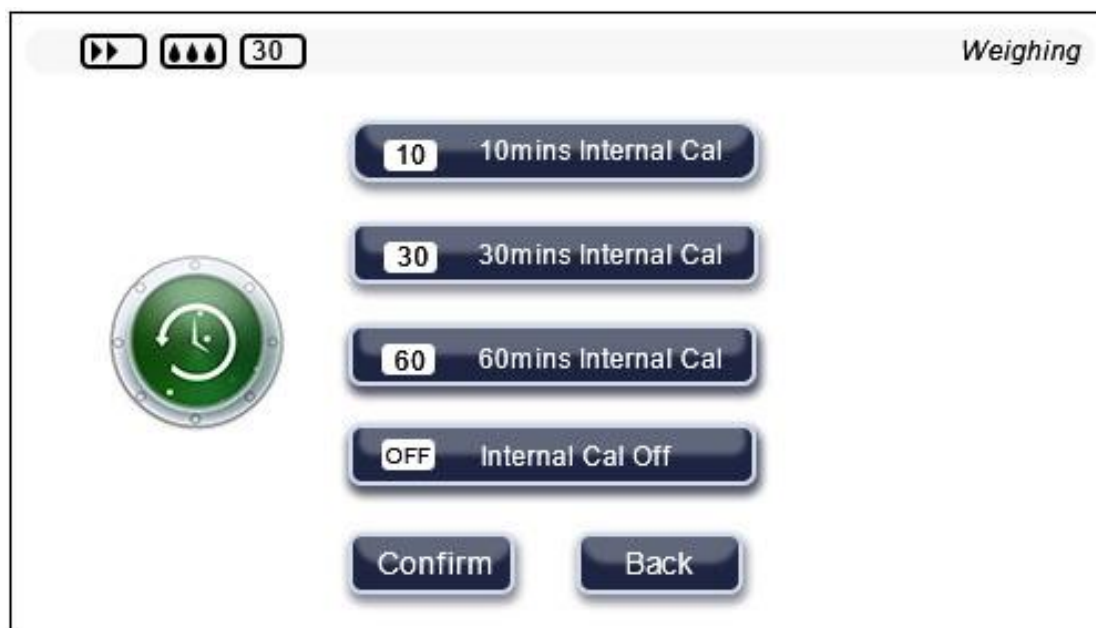 30 Weighing
10 10mins Internal Cal
30 30mins Internal Cal
60 60mins Internal Cal
OFF Internal Cal Off
Confirm Back